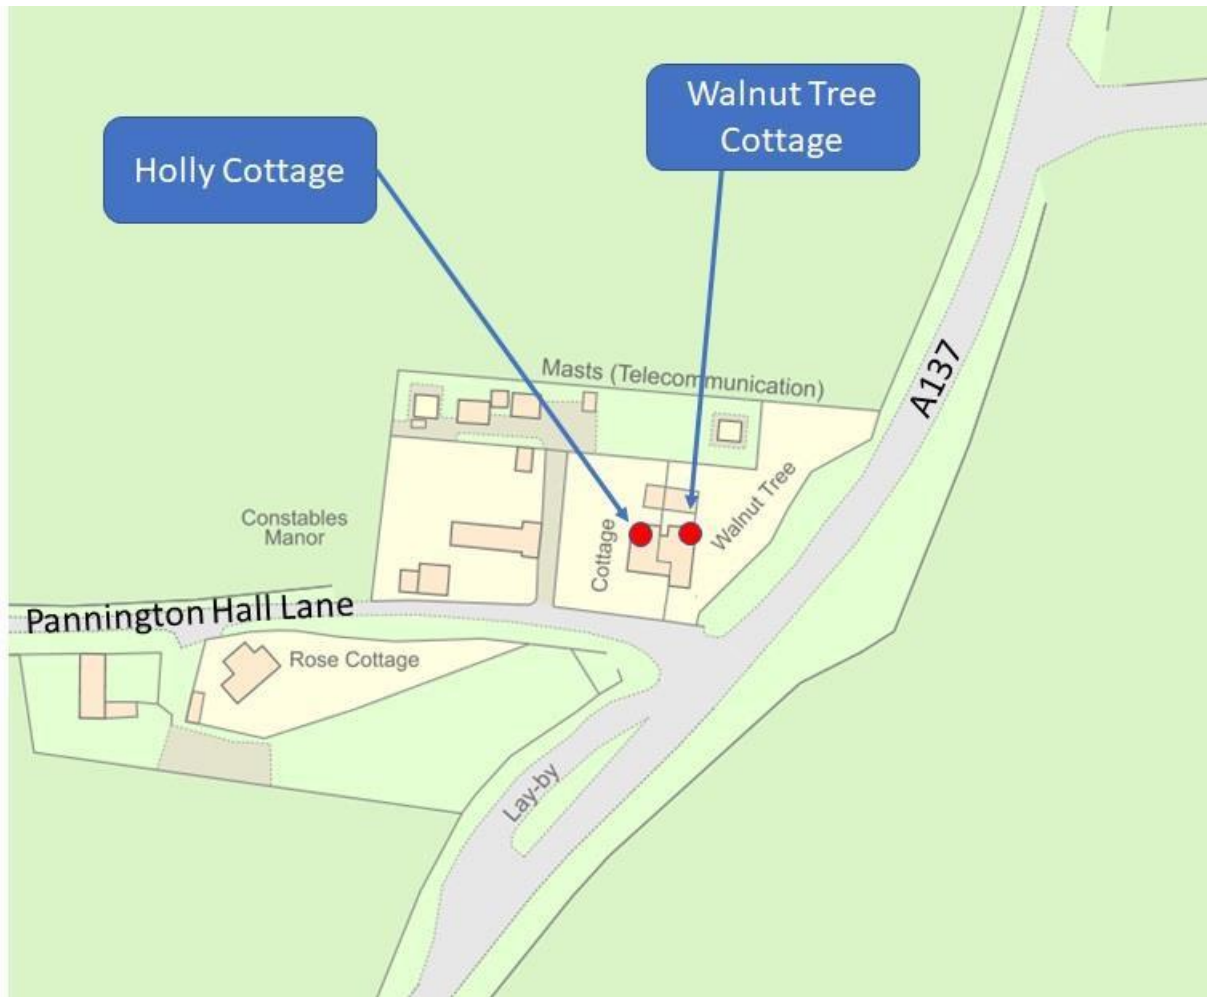 Walnut Tree
Cottage
Holly Cottage
Masts (Telecommunication)
A137
Walnut Tree
Constables
Manor
Cottage
Pannington Hall Lane
Rose Cottage
Lay-by